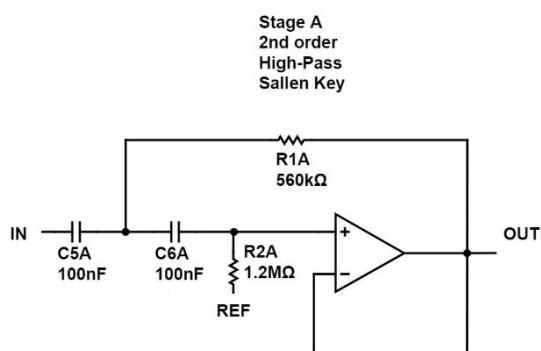 Stage A
2nd order
High-Pass
Sallen Key
R1A
560kΩ
IN
C5A
100nF
C6A
100nF
R2A
1.2MΩ
REF
+
−
OUT